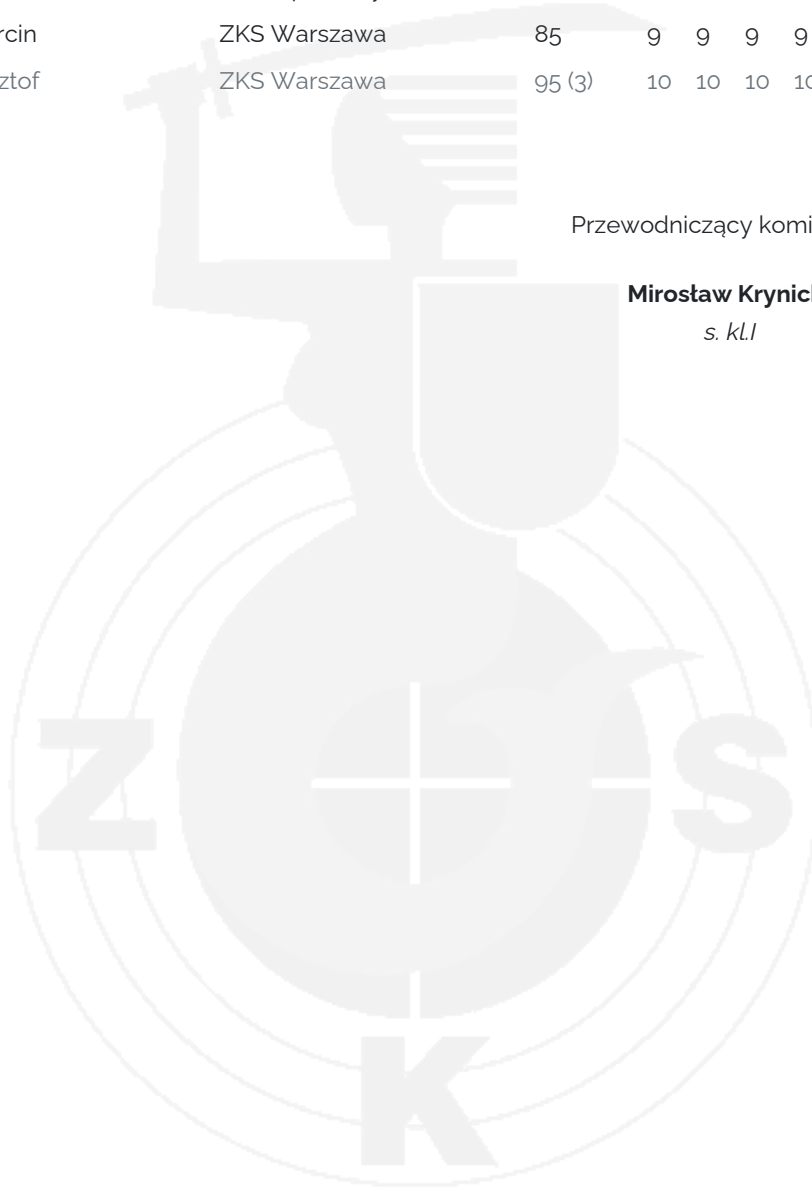 rcin ZKS Warszawa 85 9 9 9 9
ztof ZKS Warszawa 95 (3) 10 10 10 10
Przewodniczący komi
Mirosław Krynic
s. kl.I
Z S
K